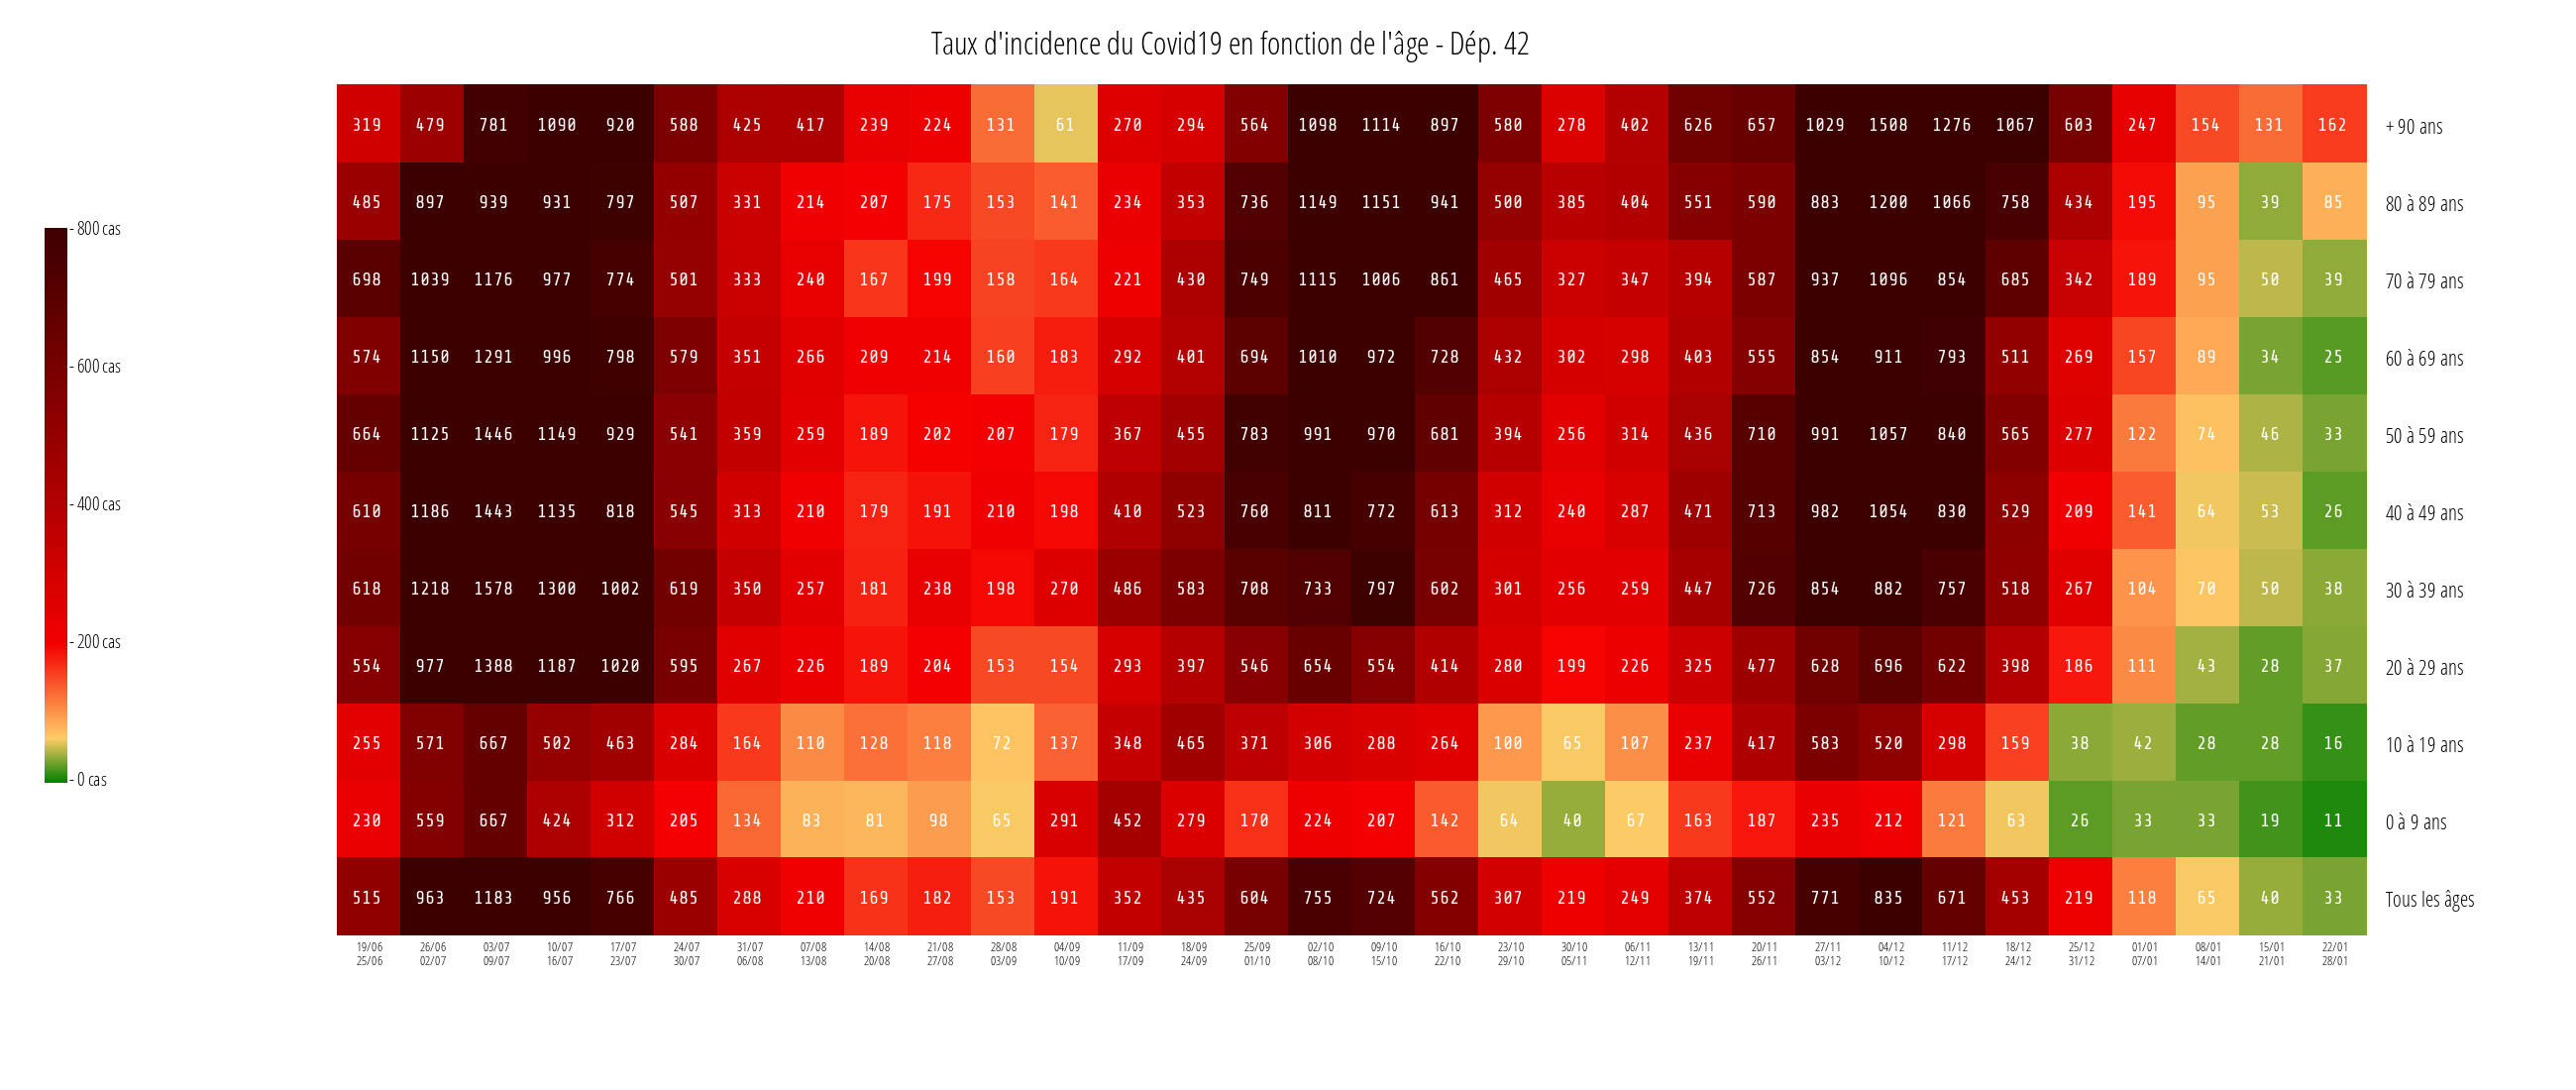 Taux d'incidence du Covid19 en fonction de l'âge - Dép. 42
- 800 cas
- 600 cas
- 400 cas
- 200 cas
- 0 cas
319 479 781 1090 920 588 425 417 239 224 131 61 270 294 564 1098 1114 897 580 278 402 626 657 1029 1508 1276 1067 603 247 154 131 162 + 90 ans
485 897 939 931 797 507 331 214 207 175 153 141 234 353 736 1149 1151 941 500 385 404 551 590 883 1200 1066 758 434 195 95 39 85 80 à 89 ans
698 1039 1176 977 774 501 333 240 167 199 158 164 221 430 749 1115 1006 861 465 327 347 394 587 937 1096 854 685 342 189 95 50 39 70 à 79 ans
574 1150 1291 996 798 579 351 266 209 214 160 183 292 401 694 1010 972 728 432 302 298 403 555 854 911 793 511 269 157 89 34 25 60 à 69 ans
664 1125 1446 1149 929 541 359 259 189 202 207 179 367 455 783 991 970 681 394 256 314 436 710 991 1057 840 565 277 122 74 46 33 50 à 59 ans
610 1186 1443 1135 818 545 313 210 179 191 210 198 410 523 760 811 772 613 312 240 287 471 713 982 1054 830 529 209 141 64 53 26 40 à 49 ans
618 1218 1578 1300 1002 619 350 257 181 238 198 270 486 583 708 733 797 602 301 256 259 447 726 854 882 757 518 267 104 70 50 38 30 à 39 ans
554 977 1388 1187 1020 595 267 226 189 204 153 154 293 397 546 654 554 414 280 199 226 325 477 628 696 622 398 186 111 43 28 37 20 à 29 ans
255 571 667 502 463 284 164 110 128 118 72 137 348 465 371 306 288 264 100 65 107 237 417 583 520 298 159 38 42 28 28 16 10 à 19 ans
230 559 667 424 312 205 134 83 81 98 65 291 452 279 170 224 207 142 64 40 67 163 187 235 212 121 63 26 33 33 19 11 0 à 9 ans
515 963 1183 956 766 485 288 210 169 182 153 191 352 435 604 755 724 562 307 219 249 374 552 771 835 671 453 219 118 65 40 33 Tous les âges
19/06 26/06 03/07 10/07 17/07 24/07 31/07 07/08 14/08 21/08 28/08 04/09 11/09 18/09 25/09 02/10 09/10 16/10 23/10 30/10 06/11 13/11 20/11 27/11 04/12 11/12 18/12 25/12 01/01 08/01 15/01 22/01
25/06 02/07 09/07 16/07 23/07 30/07 06/08 13/08 20/08 27/08 03/09 10/09 17/09 24/09 01/10 08/10 15/10 22/10 29/10 05/11 12/11 19/11 26/11 03/12 10/12 17/12 24/12 31/12 07/01 14/01 21/01 28/01